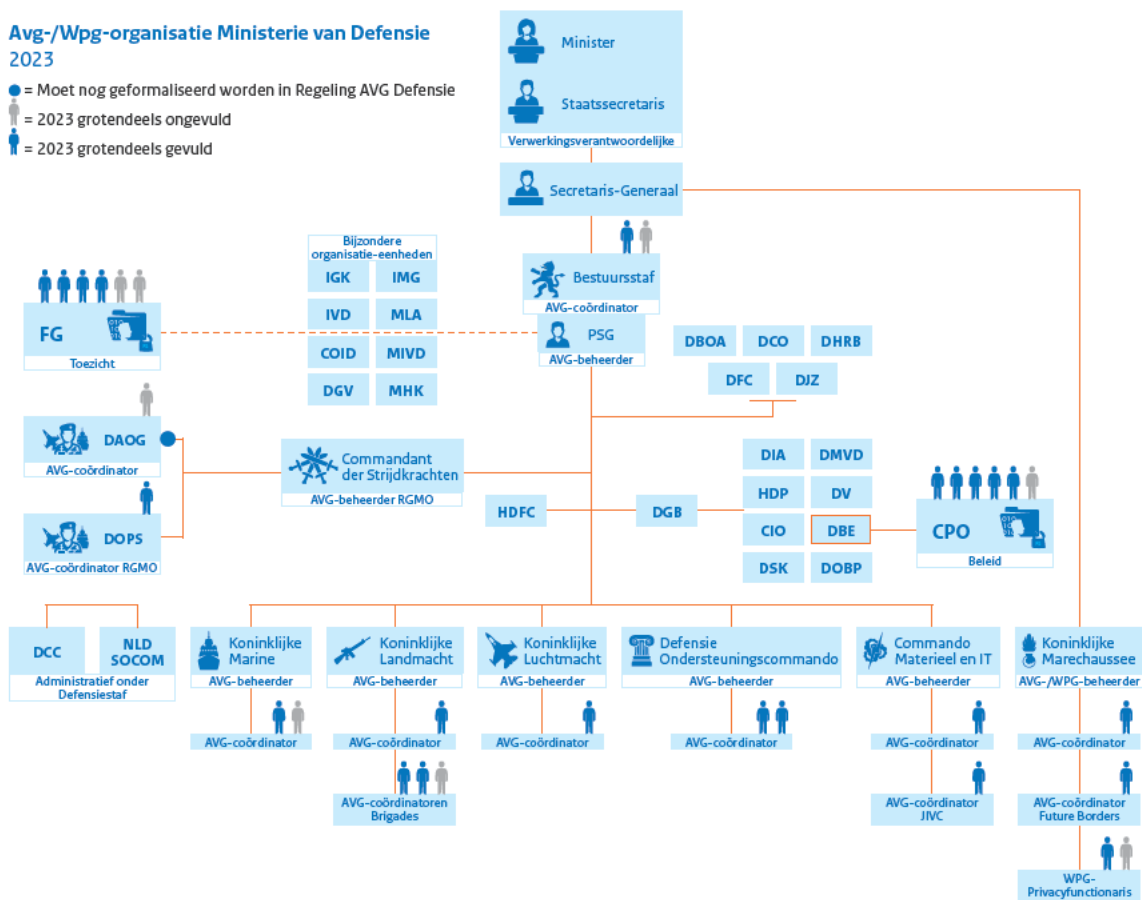 Avg-/Wpg-organisatie Ministerie van Defensie
2023
= Moet nog geformaliseerd worden in Regeling AVG Defensie
= 2023 grotendeels ongevuld
= 2023 grotendeels gevuld
Minister
Staatssecretaris
Verwerkingsverantwoordelijke
Secretaris-Generaal
Bestuursstaf
AVG-coördinator
PSG
AVG-beheerder
Bijzondere
organisatie-eenheden
IGK
IMG
IVD
MLA
COID
MIVD
DGV
MHK
FG
Toezicht
DAOG
AVG-coördinator
DOPS
AVG-coördinator RGMO
Commandant
der Strijdkrachten
AVG-beheerder RGMO
DBOA
DCO
DHRB
DFC
DJZ
HDFC
DGB
DIA
DMVD
HDP
DV
CIO
DBE
DSK
DOBP
CPO
Beleid
DCC
NLD
SOCOM
Administratief onder
Defensiestaf
Koninklijke
Marine
AVG-beheerder
AVG-coördinator
Koninklijke
Landmacht
AVG-beheerder
AVG-coördinator
AVG-coördinatoren
Brigades
Koninklijke
Luchtmacht
AVG-beheerder
AVG-coördinator
Defensie
Ondersteuningscommando
AVG-beheerder
AVG-coördinator
Commando
Materieel en IT
AVG-beheerder
AVG-coördinator
AVG-coördinator
JIVC
Koninklijke
Marechaussee
AVG-/WPG-beheerder
AVG-coördinator
AVG-coördinator
Future Borders
WPG-
Privacyfunctionaris